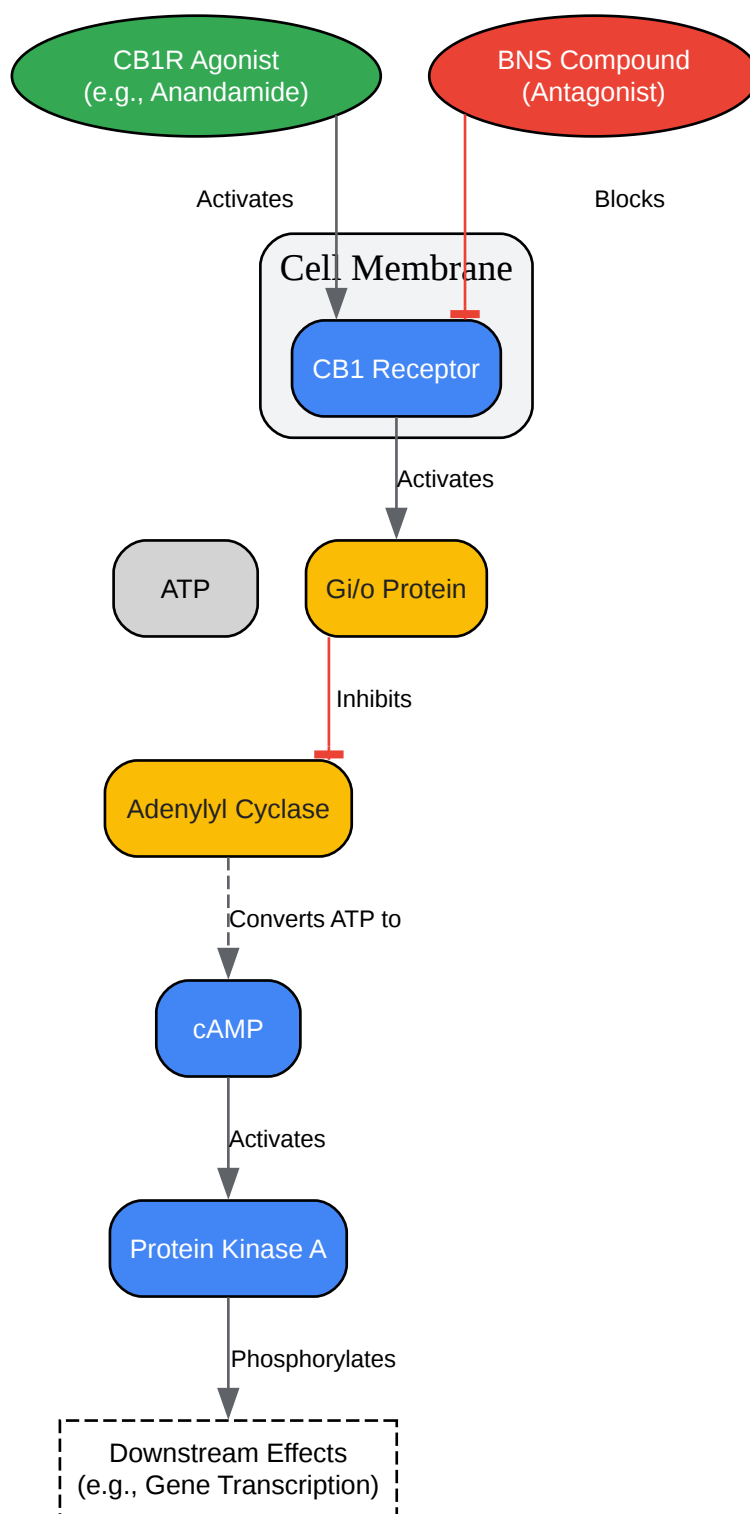 CB1R Agonist
(e.g., Anandamide)
BNS Compound
(Antagonist)
Activates
Blocks
Cell Membrane
CB1 Receptor
Activates
ATP
Gi/o Protein
Inhibits
Adenylyl Cyclase
Converts ATP to
cAMP
Activates
Protein Kinase A
Phosphorylates
Downstream Effects
(e.g., Gene Transcription)